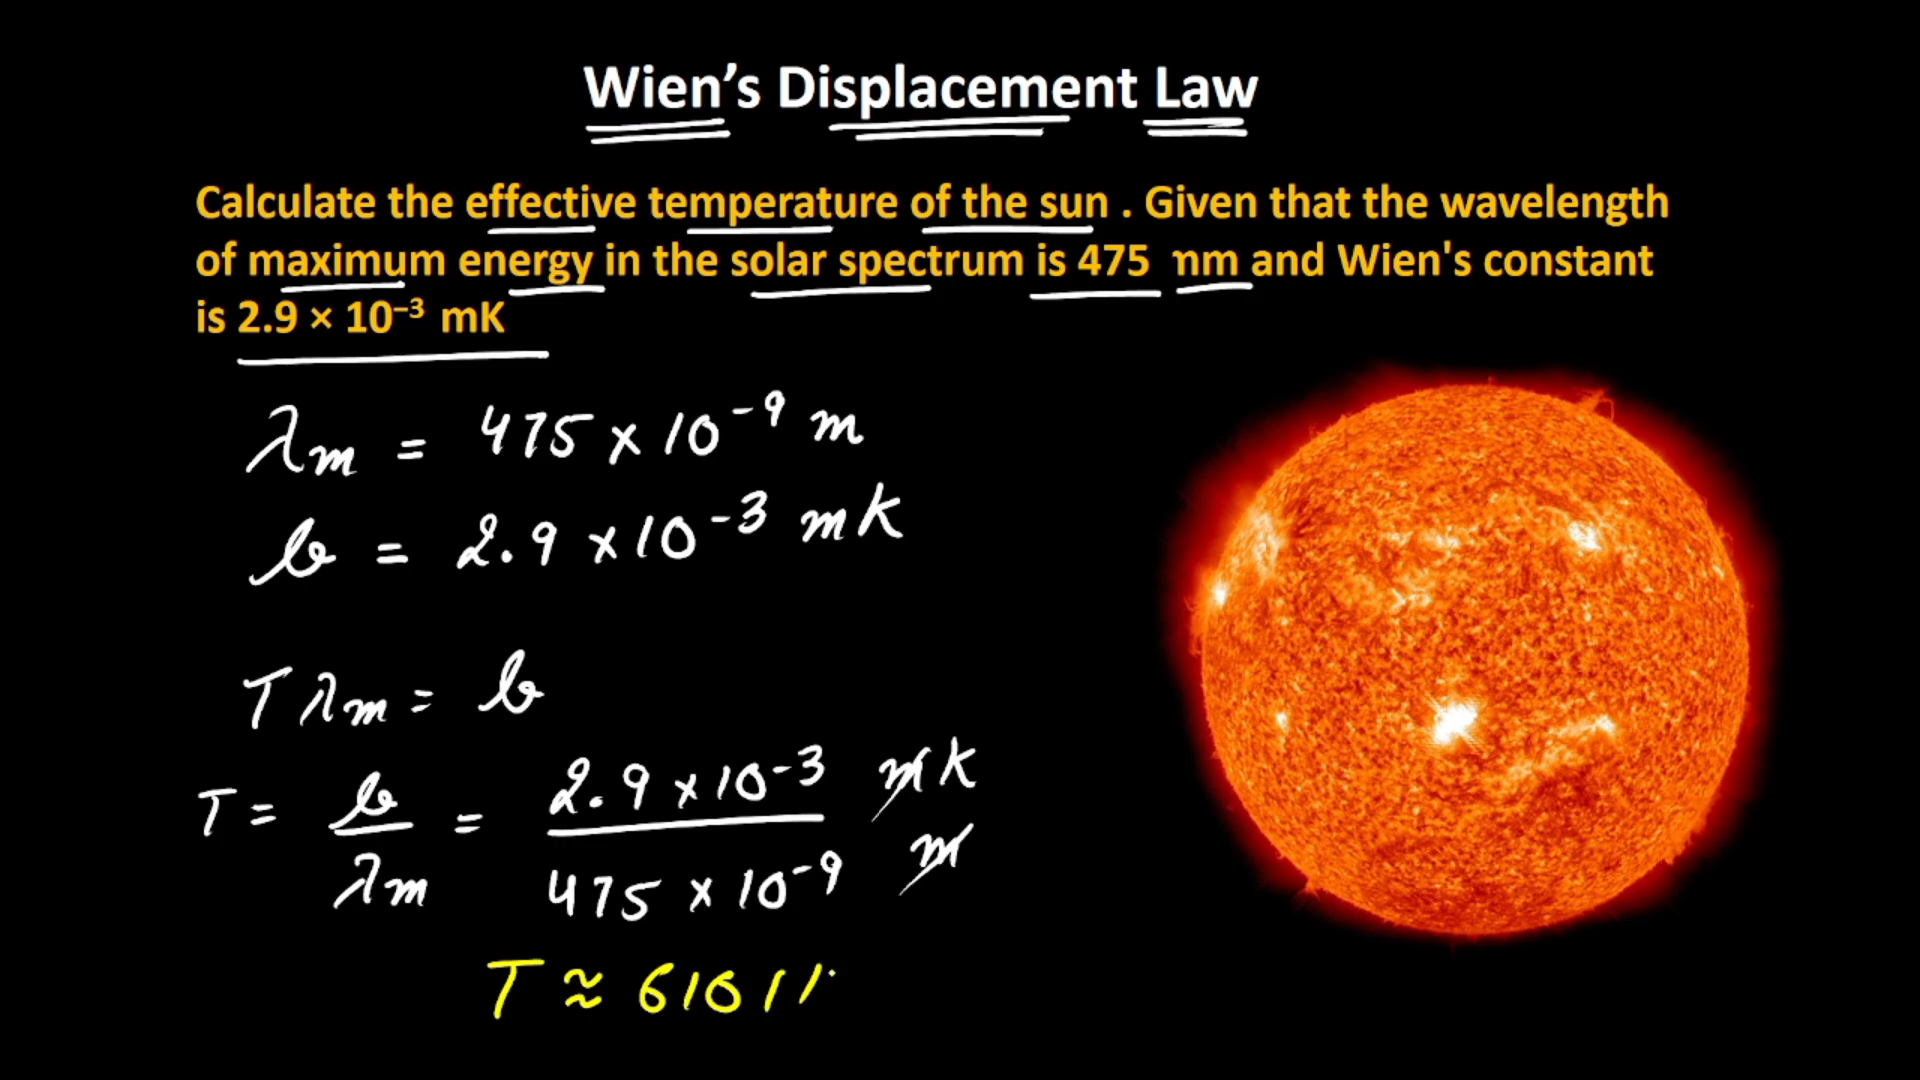 Wien’s Displacement Law
Calculate the effective temperature of the sun . Given that the wavelength
of maximum energy in the solar spectrum is 475 nm and Wien's constant
is 2.9 × 10⁻³ mK
λm = 475 × 10⁻⁹ m
b = 2.9 × 10⁻³ mK
Tλm = b
T = b/λm = 2.9 × 10⁻³ mK / 475 × 10⁻⁹ m
T ≈ 6101